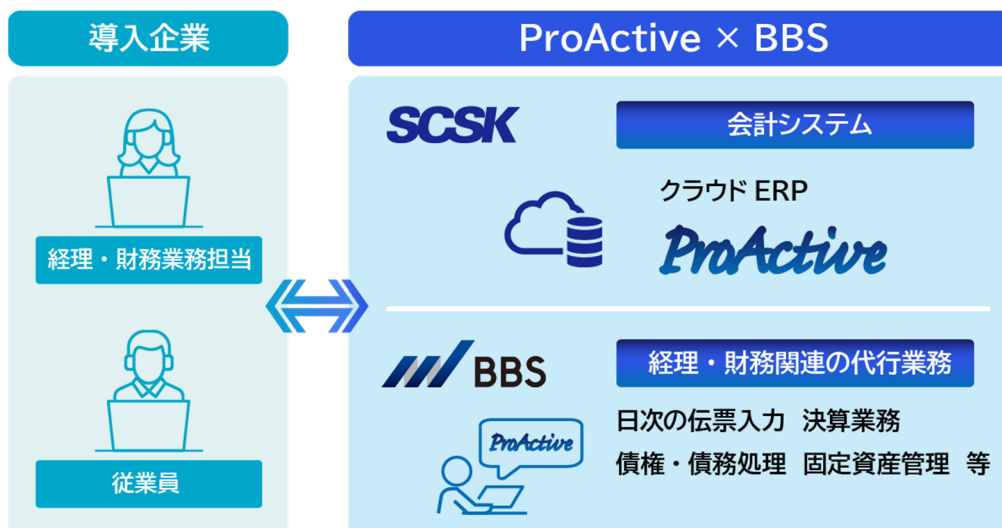 導入企業
経理・財務業務担当
従業員
ProActive × BBS
SCSK
会計システム
クラウド ERP
ProActive
BBS
経理・財務関連の代行業務
ProActive
日次の伝票入力 決算業務
債権・債務処理 固定資産管理 等